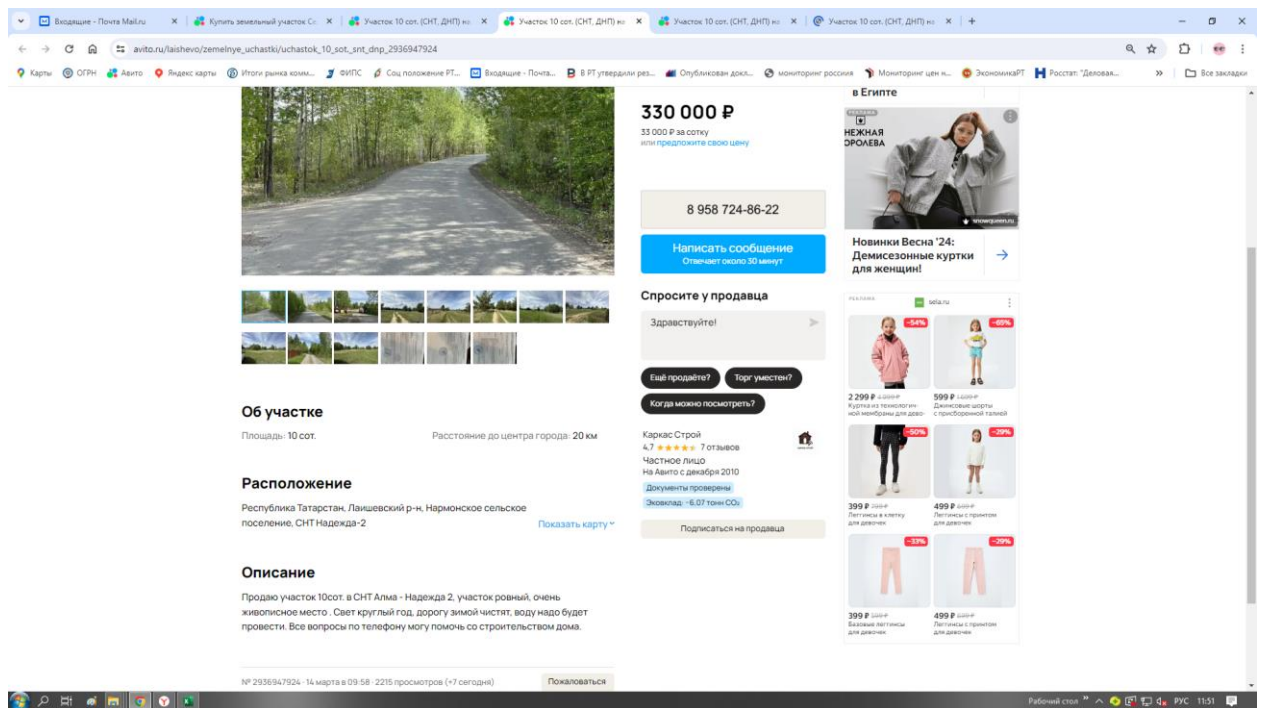 Входящие - Почта Mail.ru
Купить земельный участок Со
Участок 10 сот. (СНТ, ДНП) на
Участок 10 сот. (СНТ, ДНП) на
Участок 10 сот. (СНТ, ДНП) на
Участок 10 сот. (СНТ, ДНП) на
avito.ru/laishevo/zemelnye_uchastki/uchastok_10_sot._snt_dnp_2936947924
Карты
ОГРН
Авито
Яндекс карты
Итоги рынка комм...
ФИПС
Соц положение РТ...
Входящие - Почта...
В РТ утвердили рез...
Опубликован докл...
мониторинг россия
Мониторинг цен н...
ЭкономикаРТ
Росстат: "Деловая...
Все закладки
330 000 ₽
33 000 ₽ за сотку
или предложите свою цену
8 958 724-86-22
Написать сообщение
Отвечает около 30 минут
Спросите у продавца
Здравствуйте!
Ещё продаёте?
Торг уместен?
Когда можно посмотреть?
Каркас Строй
4,7
7 отзывов
Частное лицо
На Авито с декабря 2010
Документы проверены
Эковклад: −6.07 тонн CO₂
Подписаться на продавца
Об участке
Площадь: 10 сот.
Расстояние до центра города: 20 км
Расположение
Республика Татарстан, Лаишевский р-н, Нармонское сельское
поселение, СНТ Надежда-2
Показать карту
Описание
Продаю участок 10сот. в СНТ Алма - Надежда 2, участок ровный, очень
живописное место . Свет круглый год, дорогу зимой чистят, воду надо будет
провести. Все вопросы по телефону могу помочь со строительством дома.
№ 2936947924 · 14 марта в 09:58 · 2215 просмотров (+7 сегодня)
Пожаловаться
в Египте
РЕКЛАМА
НЕЖНАЯ
ОРОЛЕВА
snowqueen.ru
Новинки Весна '24:
Демисезонные куртки
для женщин!
РЕКЛАМА
sela.ru
−54%
−65%
2 299 ₽
599 ₽
Куртка из технологич-
ной мембраны для дево-
Джинсовые шорты
с присборенной талией
−50%
−29%
399 ₽
499 ₽
Леггинсы в клетку
для девочек
Леггинсы с принтом
для девочек
−33%
−29%
399 ₽
499 ₽
Базовые леггинсы
для девочек
Леггинсы с принтом
для девочек
Рабочий стол
РУС
11:51